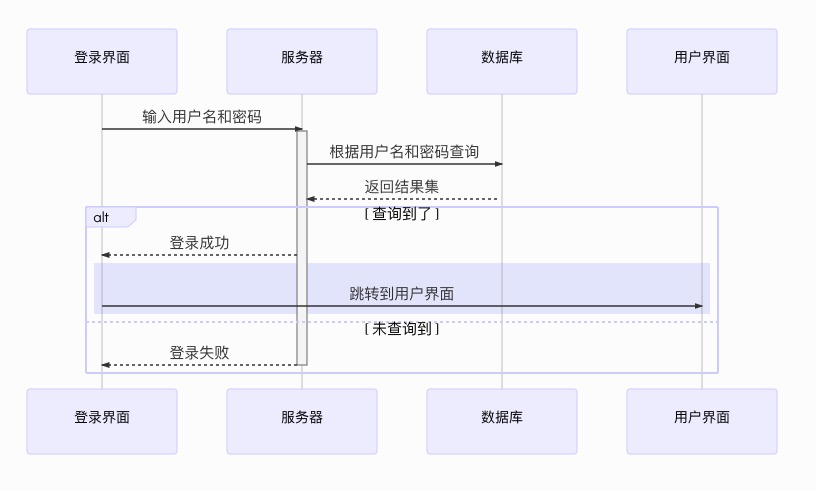 登录界面
服务器
数据库
用户界面
输入用户名和密码
根据用户名和密码查询
返回结果集
alt
[ 查询到了 ]
登录成功
跳转到用户界面
[ 未查询到 ]
登录失败
登录界面
服务器
数据库
用户界面